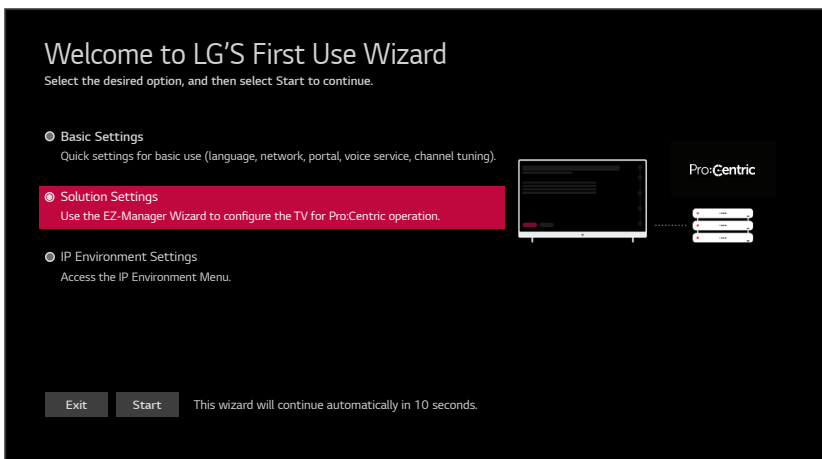 Welcome to LG'S First Use Wizard
Select the desired option, and then select Start to continue.
Basic Settings
Quick settings for basic use (language, network, portal, voice service, channel tuning).
Solution Settings
Use the EZ-Manager Wizard to configure the TV for Pro:Centric operation.
IP Environment Settings
Access the IP Environment Menu.
Pro:Centric
Exit
Start
This wizard will continue automatically in 10 seconds.